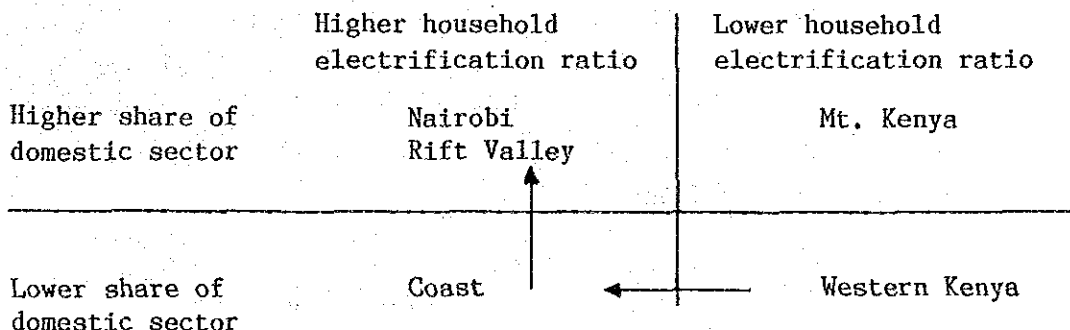 Higher household
electrification ratio
Lower household
electrification ratio
Higher share of
domestic sector
Nairobi
Rift Valley
Mt. Kenya
Lower share of
domestic sector
Coast
Western Kenya